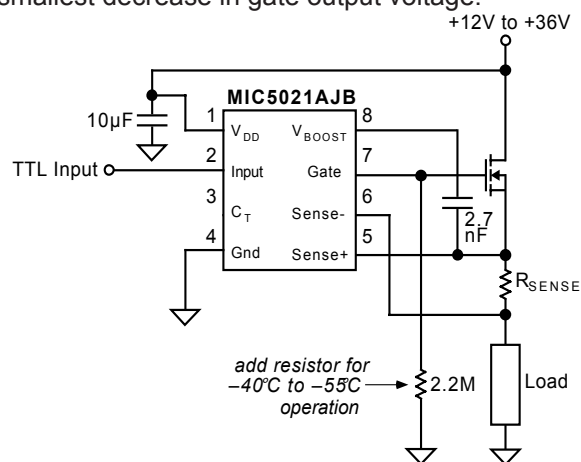 smallest decrease in gate output voltage.
+12V to +36V
MIC5021AJB
10µF
1
VDD
VBOOST
8
TTL Input
2
Input
Gate
7
3
CT
Sense-
6
2.7
nF
4
Gnd
Sense+
5
RSENSE
add resistor for
–40°C to –55°C
operation
2.2M
Load